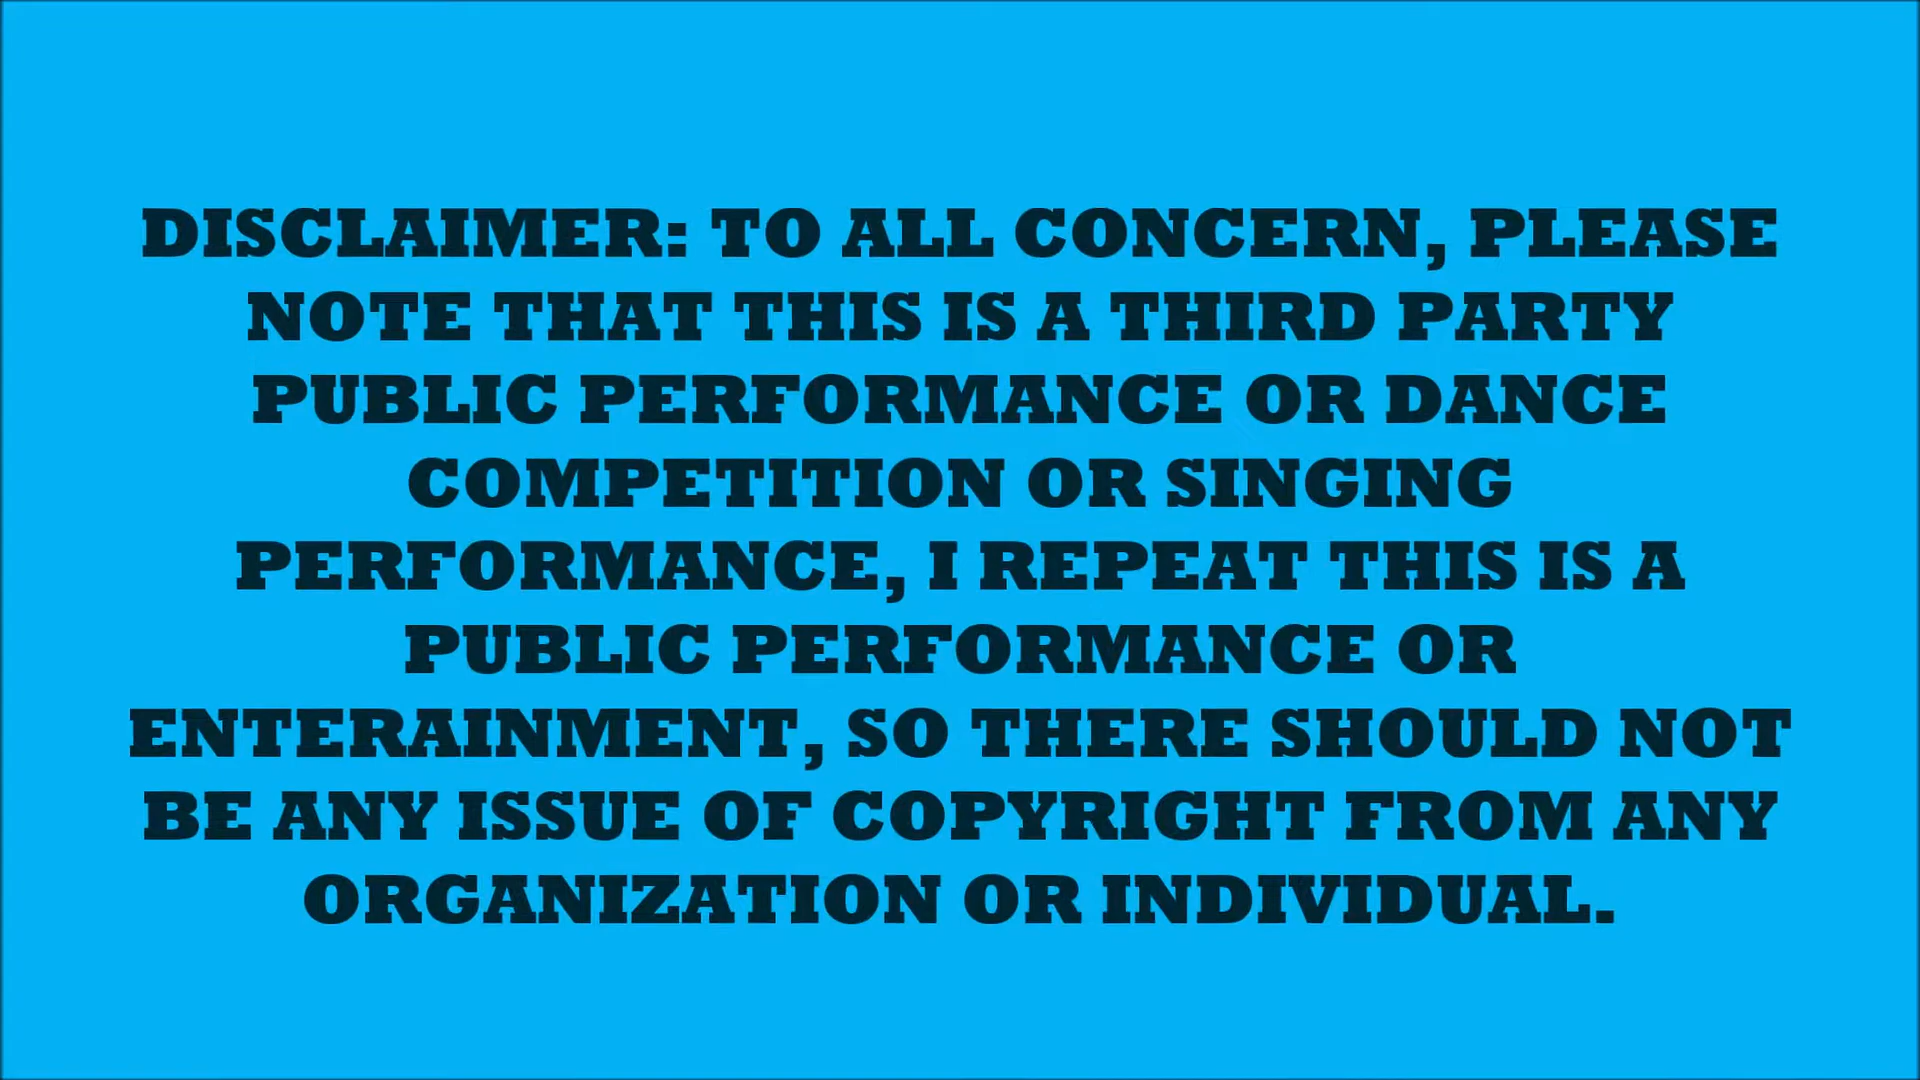 DISCLAIMER: TO ALL CONCERN, PLEASE
NOTE THAT THIS IS A THIRD PARTY
PUBLIC PERFORMANCE OR DANCE
COMPETITION OR SINGING
PERFORMANCE, I REPEAT THIS IS A
PUBLIC PERFORMANCE OR
ENTERAINMENT, SO THERE SHOULD NOT
BE ANY ISSUE OF COPYRIGHT FROM ANY
ORGANIZATION OR INDIVIDUAL.